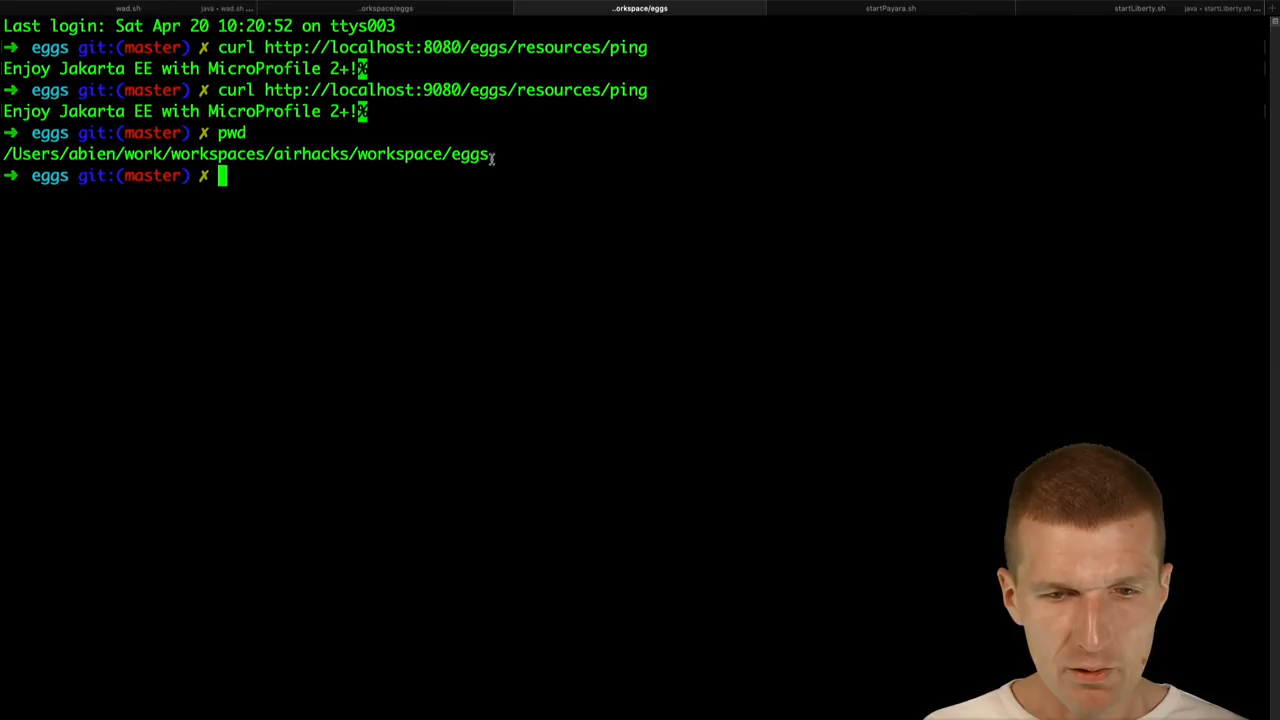 wad.sh java • wad.sh ... ..orkspace/eggs ..orkspace/eggs startPayara.sh startLiberty.sh java • startLiberty.sh ...
Last login: Sat Apr 20 10:20:52 on ttys003
➜ eggs git:(master) ✗ curl http://localhost:8080/eggs/resources/ping
Enjoy Jakarta EE with MicroProfile 2+!%
➜ eggs git:(master) ✗ curl http://localhost:9080/eggs/resources/ping
Enjoy Jakarta EE with MicroProfile 2+!%
➜ eggs git:(master) ✗ pwd
/Users/abien/work/workspaces/airhacks/workspace/eggs
➜ eggs git:(master) ✗